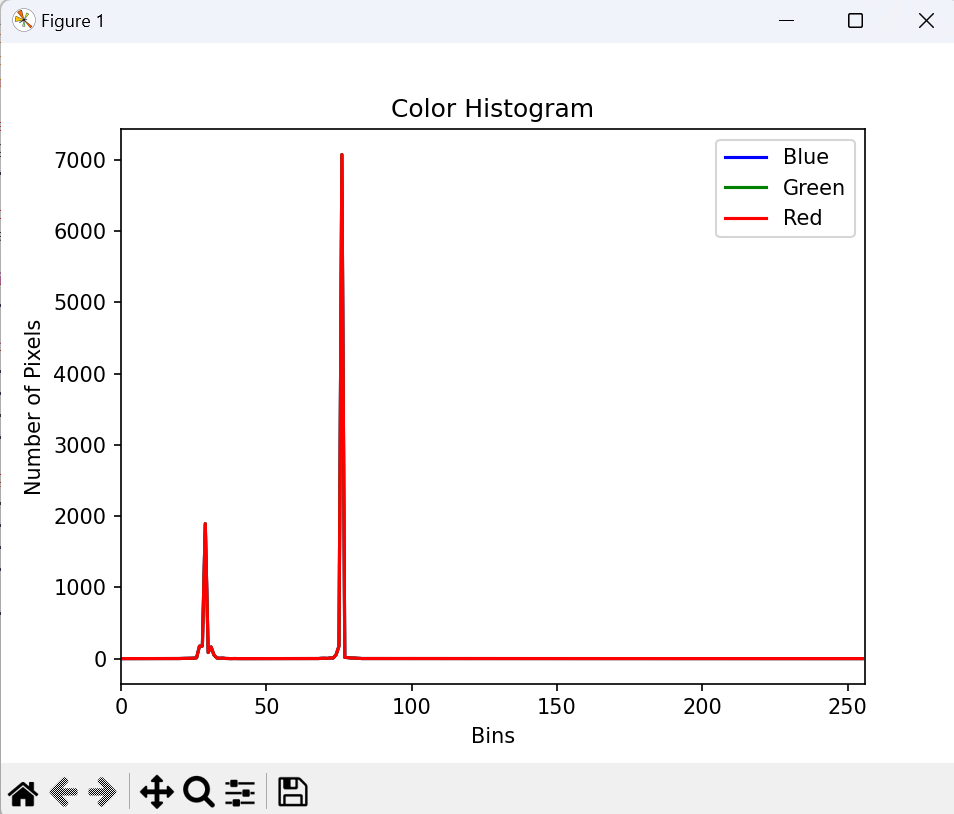 Figure 1
Color Histogram
Blue
Green
Red
7000
6000
5000
4000
3000
2000
1000
0
Number of Pixels
0 50 100 150 200 250
Bins